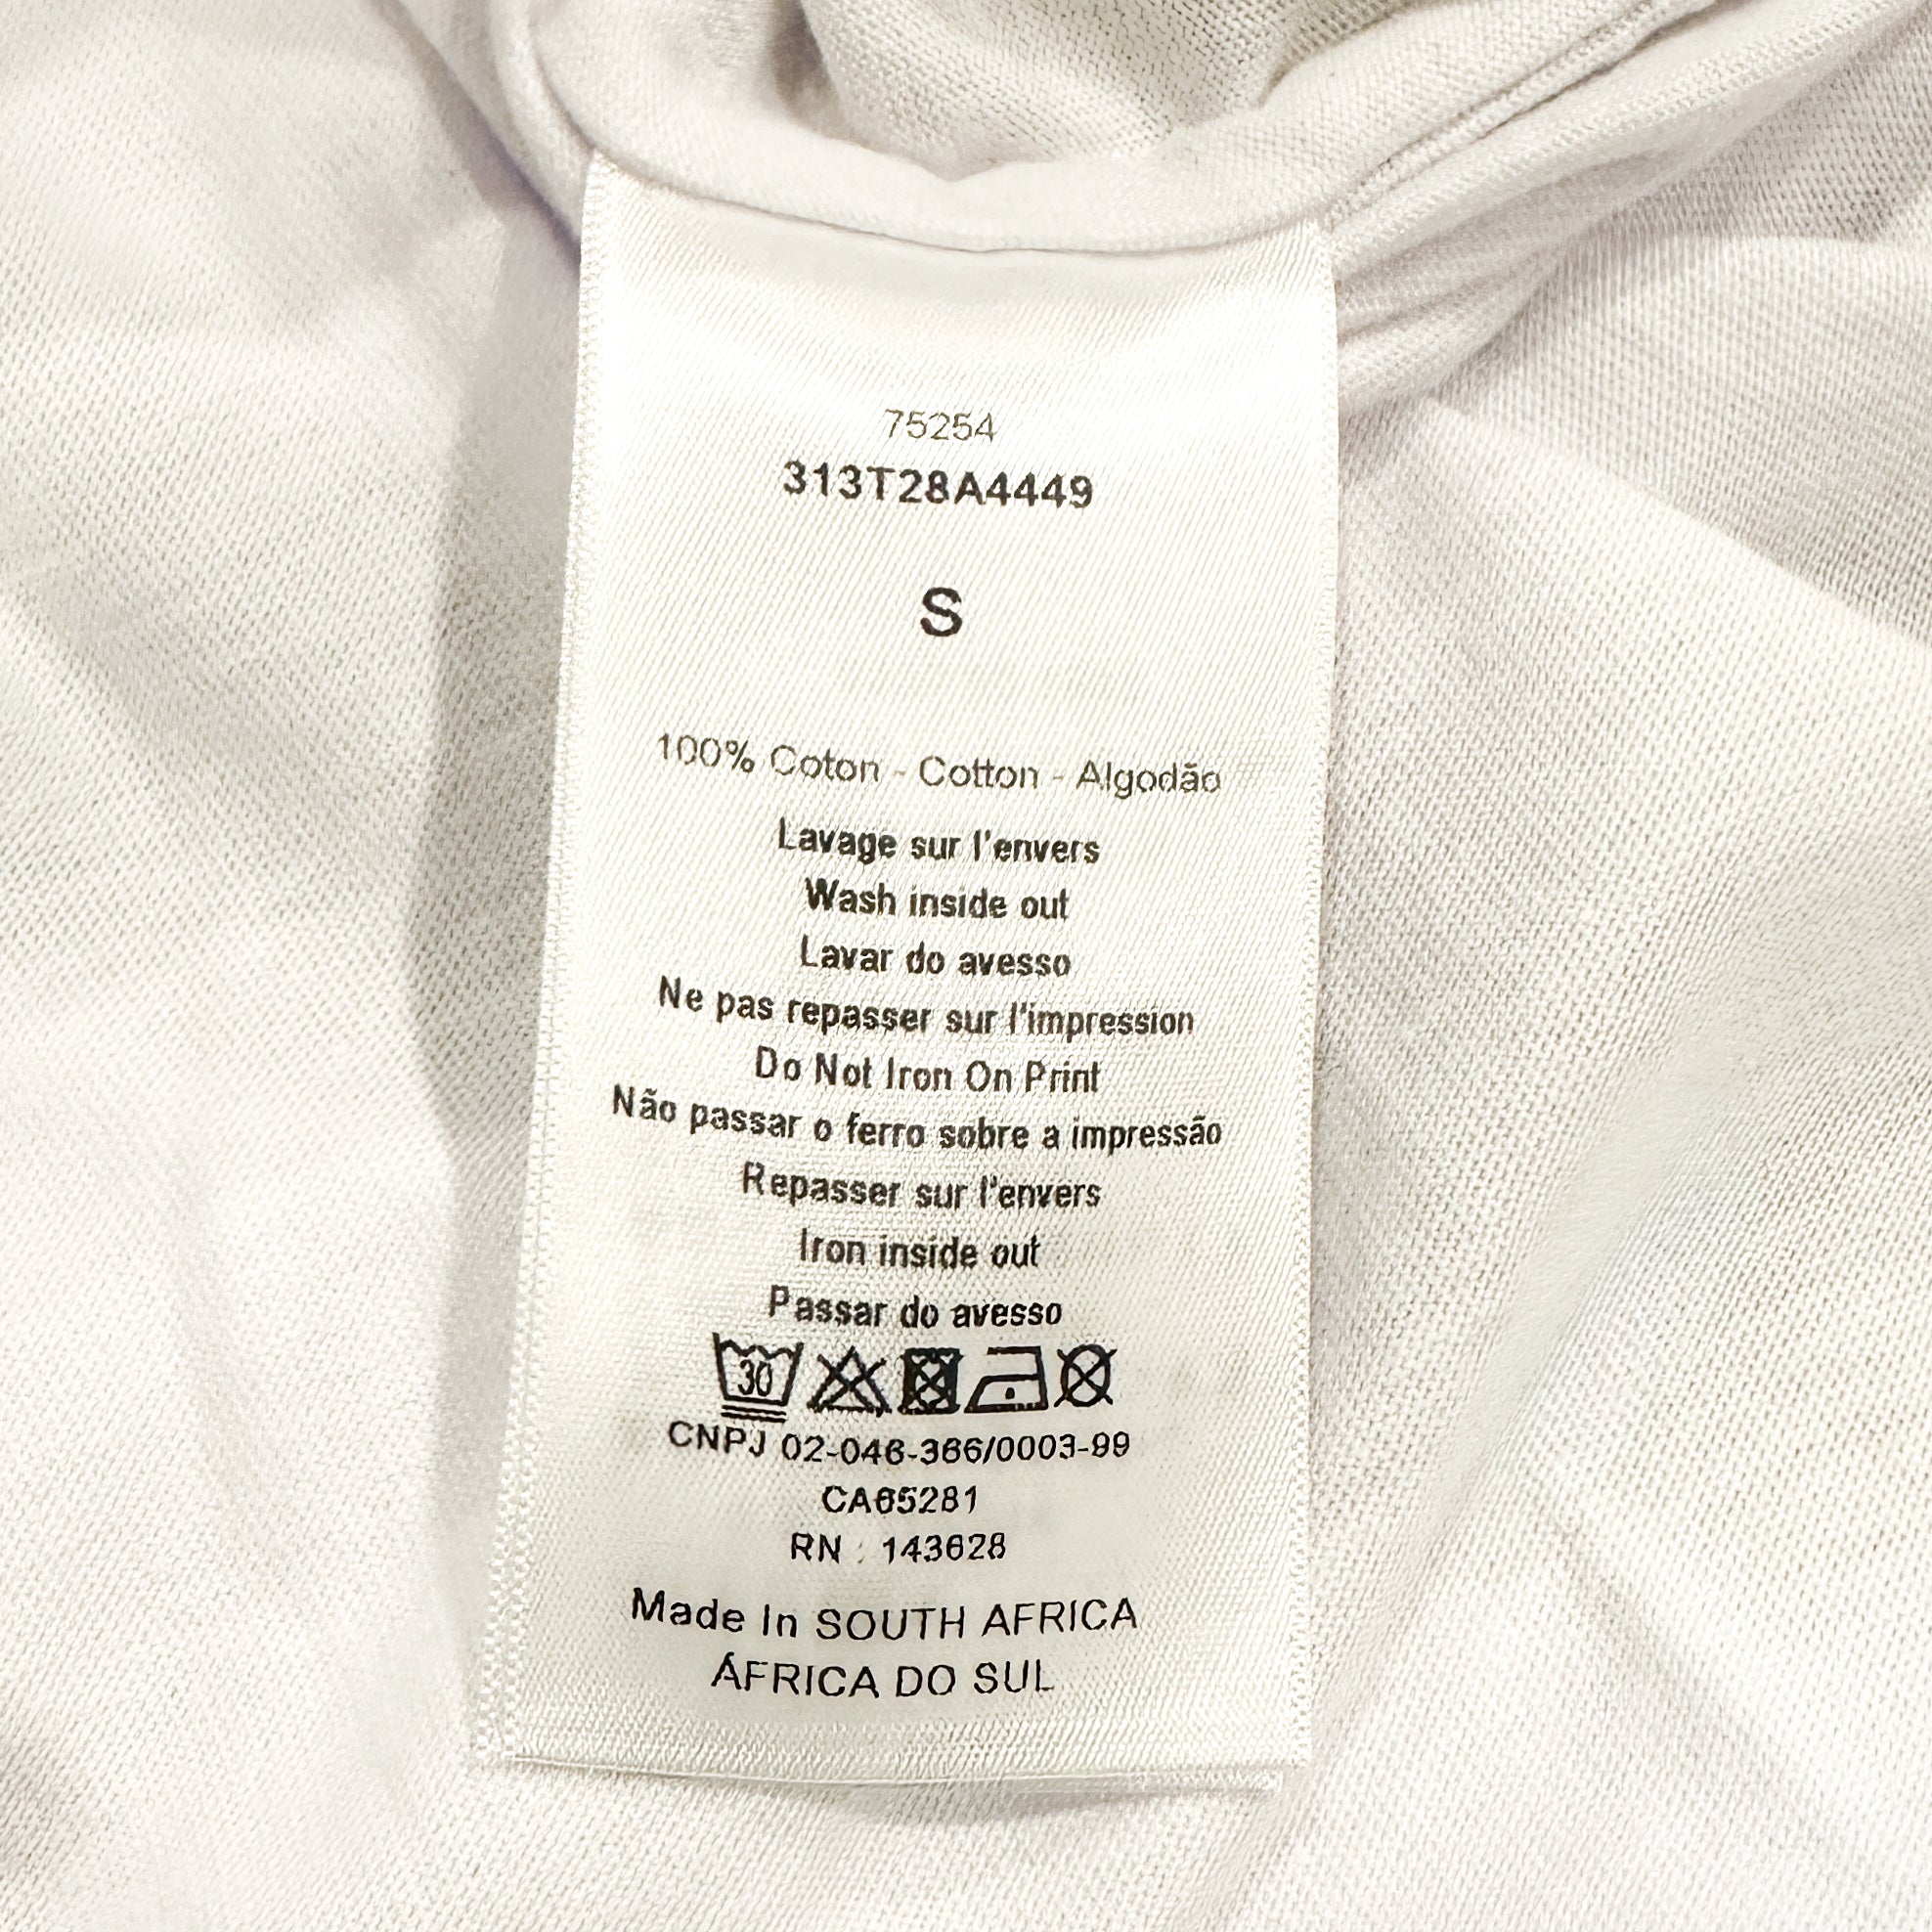 75254
313T28A4449
S
100% Coton - Cotton - Algodão
Lavage sur l'envers
Wash inside out
Lavar do avesso
Ne pas repasser sur l'impression
Do Not Iron On Print
Não passar o ferro sobre a impressão
Repasser sur l'envers
Iron inside out
Passar do avesso
30
CNPJ 02-046-366/0003-99
CA65281
RN : 143628
Made In SOUTH AFRICA
ÁFRICA DO SUL